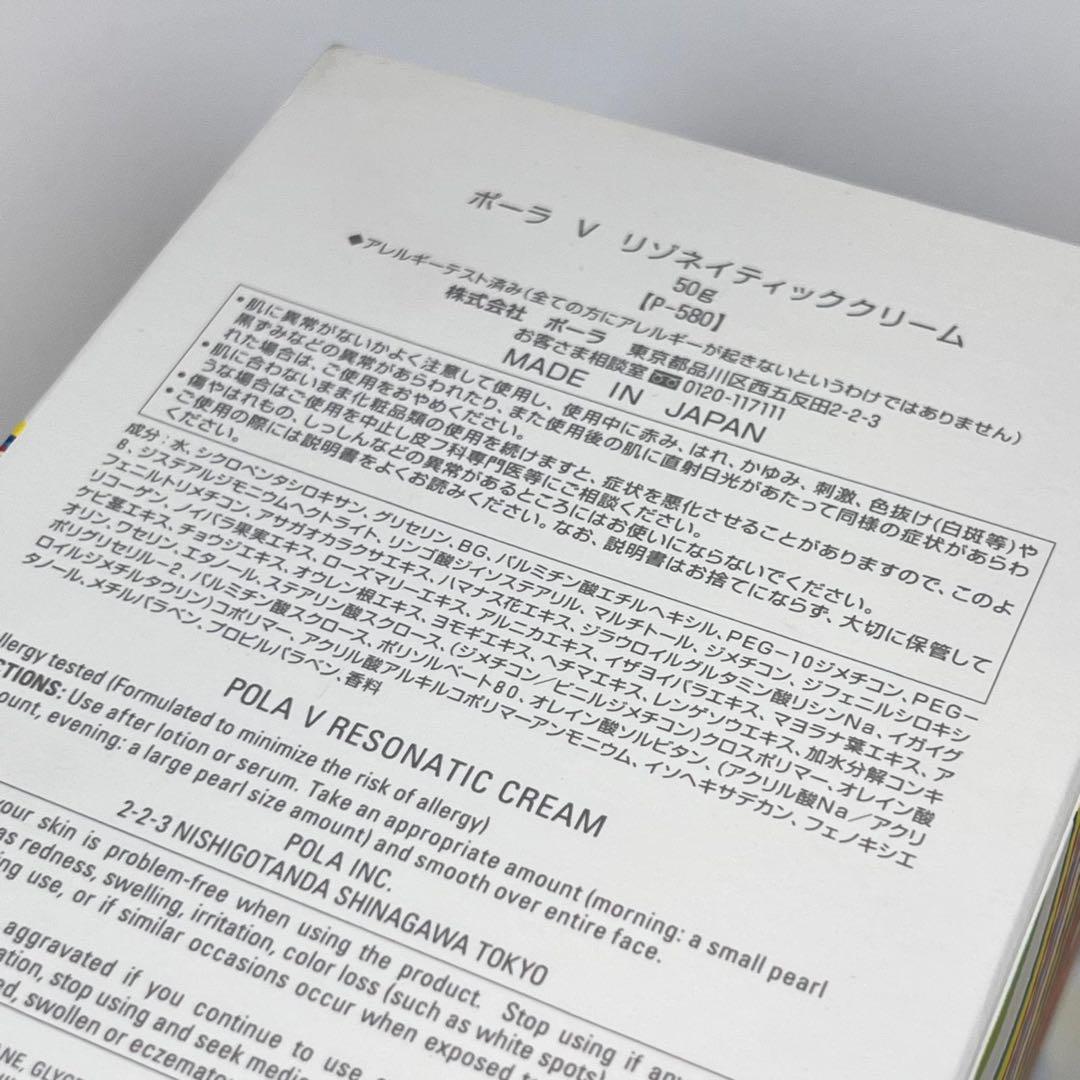 ポーラ V リゾネイティッククリーム
50g
【P-580】
◆アレルギーテスト済み(全ての方にアレルギーが起きないというわけではありません)
株式会社 ポーラ 東京都品川区西五反田2-2-3
お客さま相談室 0120-117111
MADE IN JAPAN
・肌に異常がないかよく注意して使用し、使用中に赤み、はれ、かゆみ、刺激、色抜け(白斑等)や
黒ずみなどの異常があらわれたり、また使用後の肌に直射日光があたって同様の症状があらわ
れた場合は、ご使用をおやめください。
・肌に合わないまま化粧品類の使用を続けますと、症状を悪化させることがありますので、このよ
うな場合はご使用を中止し皮ふ科専門医等にご相談ください。
・傷やはれもの、しっしんなどの異常があるところにはお使いにならないでください。
・ご使用の際には説明書をよくお読みください。なお、説明書はお捨てにならず、大切に保管して
ください。
成分：水、シクロペンタシロキサン、グリセリン、BG、パルミチン酸エチルヘキシル、PEG-10ジメチコン、PEG-
8、ジステアルジモニウムヘクトライト、リンゴ酸ジイソステアリル、マルチトール、ジメチコン、ジフェニルシロキシ
フェニルトリメチコン、アサガオカラクサエキス、ハマナス花エキス、ジラウロイルグルタミン酸リシンNa、イガイグ
リコーゲン、ノイバラ果実エキス、ローズマリーエキス、アルニカエキス、イザヨイバラエキス、マヨラナ葉エキス、ア
ケビ茎エキス、チョウジエキス、オウレン根エキス、ヨモギエキス、ヘチマエキス、レンゲソウエキス、加水分解コンキ
オリン、ワセリン、エタノール、ステアリン酸スクロース、(ジメチコン/ビニルジメチコン)クロスポリマー、オレイン酸
ポリグリセリル-2、パルミチン酸スクロース、ポリソルベート80、オレイン酸ソルビタン、(アクリル酸Na/アクリ
ロイルジメチルタウリン)コポリマー、アクリル酸アルキルコポリマーアンモニウム、イソヘキサデカン、フェノキシエ
タノール、メチルパラベン、プロピルパラベン、香料
POLA V RESONATIC CREAM
llergy tested (Formulated to minimize the risk of allergy)
CTIONS: Use after lotion or serum. Take an appropriate amount (morning: a small pearl
ount, evening: a large pearl size amount) and smooth over entire face.
POLA INC.
2-2-3 NISHIGOTANDA SHINAGAWA TOKYO
your skin is problem-free when using the product. Stop using if any
as redness, swelling, irritation, color loss (such as white spots)
ing use, or if similar occasions occur when exposed t
aggravated if you continue to use
ation, stop using and seek medi
ed, swollen or eczemat
ANE, GLYC